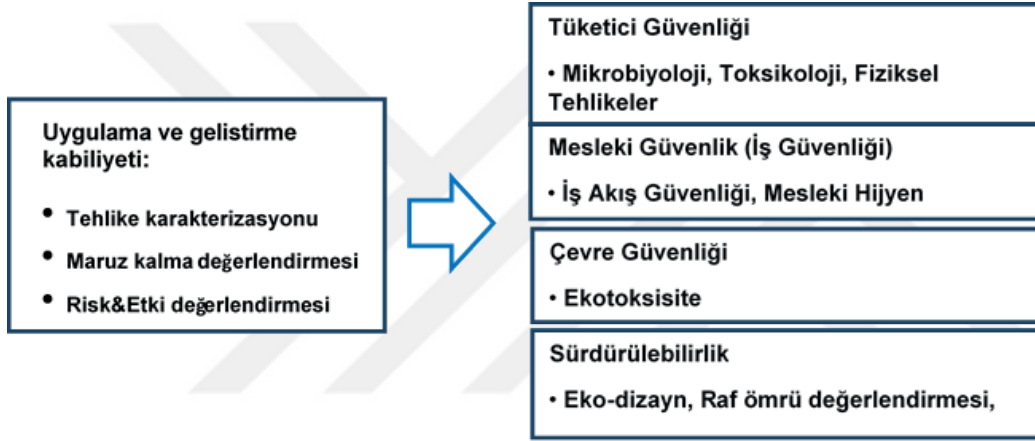 Uygulama ve gelistirme
kabiliyeti:
• Tehlike karakterizasyonu
• Maruz kalma değerlendirmesi
• Risk&Etki değerlendirmesi
Tüketici Güvenliği
• Mikrobiyoloji, Toksikoloji, Fiziksel
Tehlikeler
Mesleki Güvenlik (İş Güvenliği)
• İş Akış Güvenliği, Mesleki Hijyen
Çevre Güvenliği
• Ekotoksisite
Sürdürülebilirlik
• Eko-dizayn, Raf ömrü değerlendirmesi,